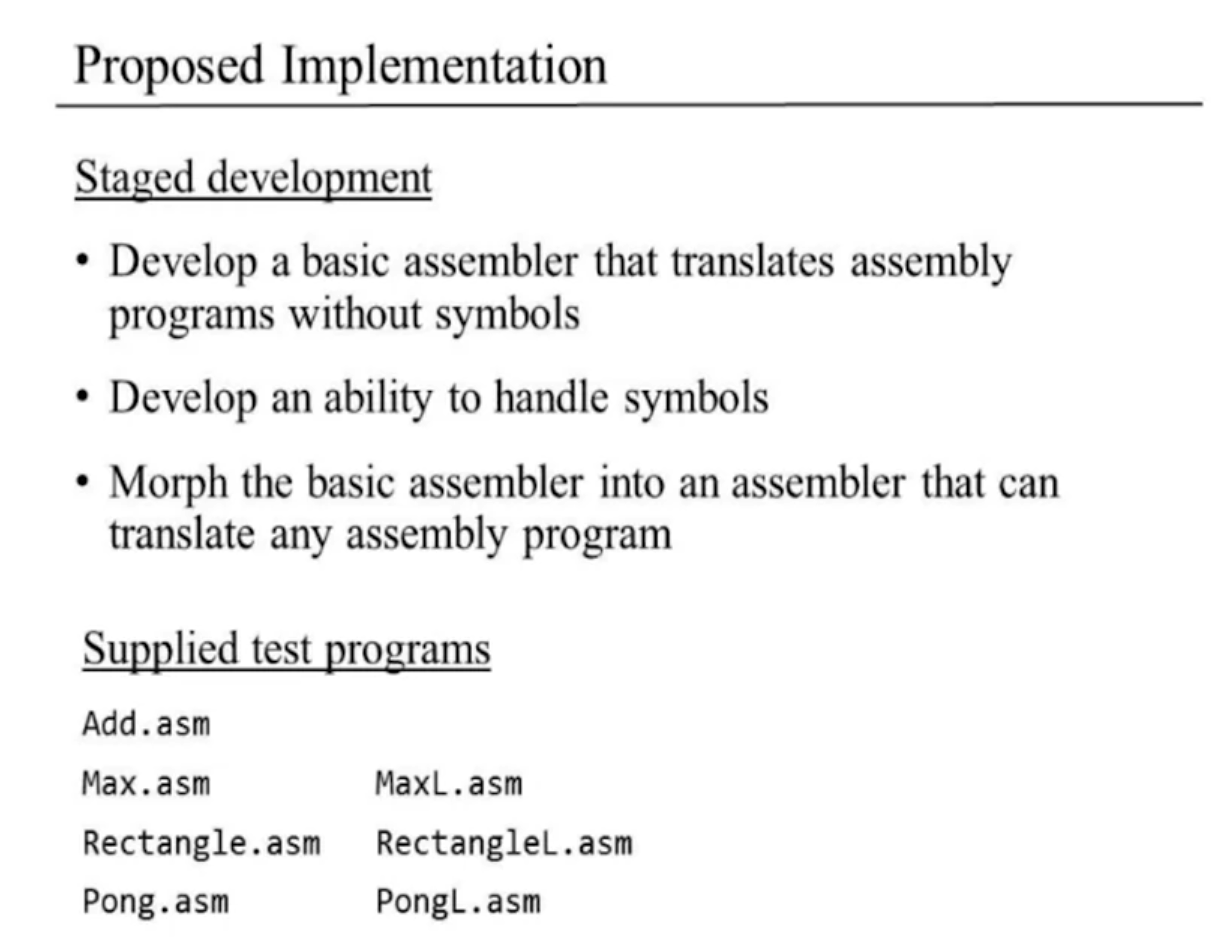 Proposed Implementation
Staged development
• Develop a basic assembler that translates assembly
programs without symbols
• Develop an ability to handle symbols
• Morph the basic assembler into an assembler that can
translate any assembly program
Supplied test programs
Add.asm
Max.asm MaxL.asm
Rectangle.asm RectangleL.asm
Pong.asm PongL.asm